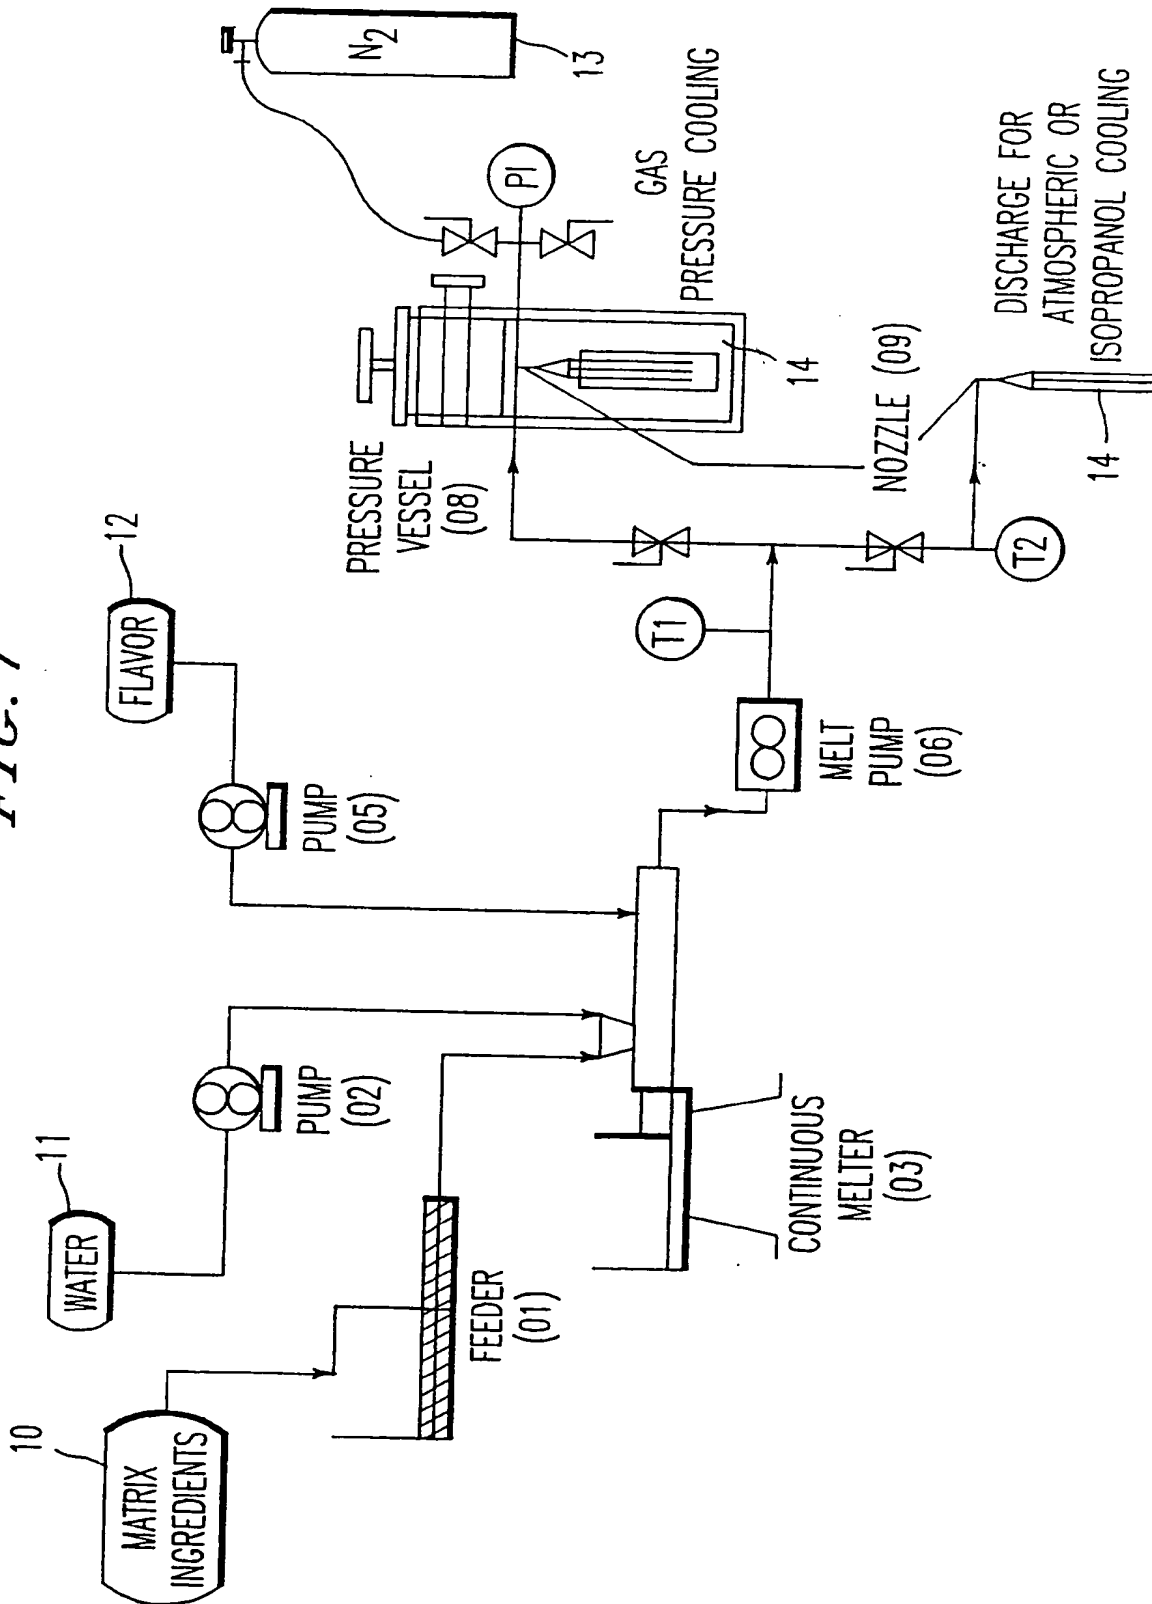 FIG.
10
MATRIX
INGREDIENTS
11
WATER
12
FLAVOR
N2
13
PUMP
(02)
PUMP
(05)
PRESSURE
VESSEL
(08)
PI
FEEDER
(01)
GAS
PRESSURE COOLING
14
T1
CONTINUOUS
MELTER
(03)
MELT
PUMP
(06)
NOZZLE (09)
T2
14
DISCHARGE FOR
ATMOSPHERIC OR
ISOPROPANOL COOLING